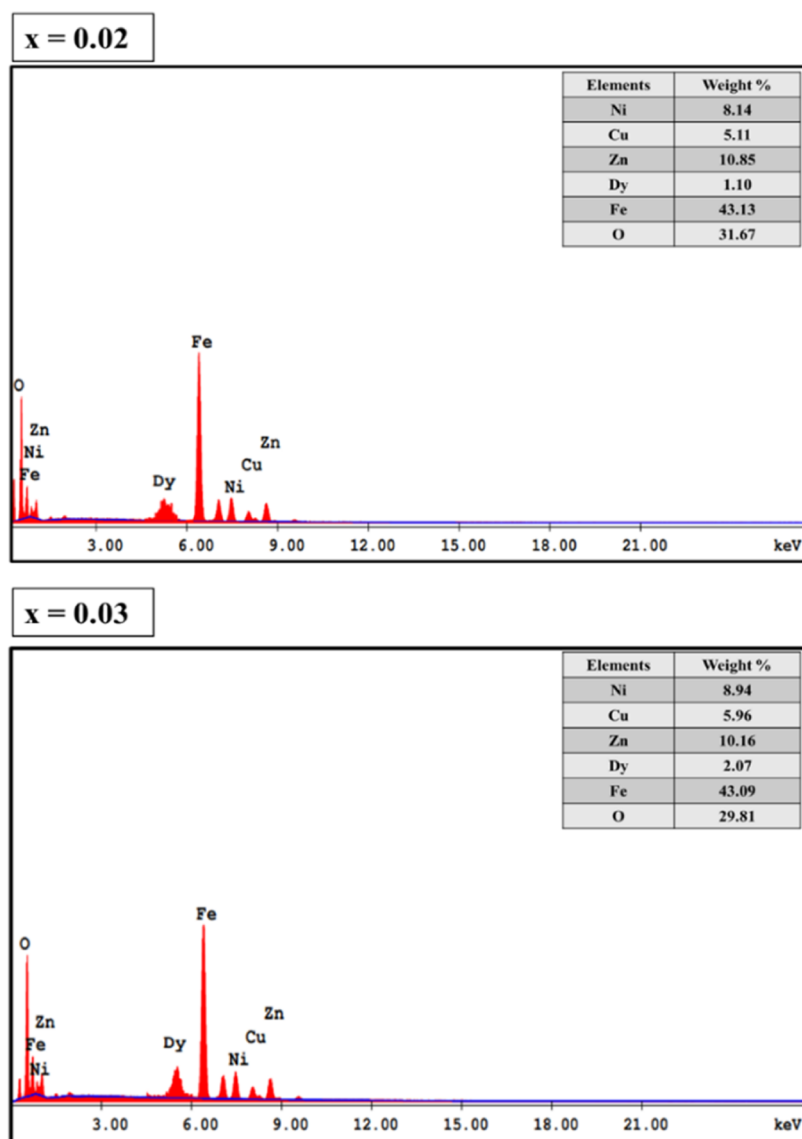 x = 0.02
Elements Weight %
Ni 8.14
Cu 5.11
Zn 10.85
Dy 1.10
Fe 43.13
O 31.67
Fe
O
Zn
Ni
Fe
Dy
Ni
Cu
Zn
3.00 6.00 9.00 12.00 15.00 18.00 21.00 keV
x = 0.03
Elements Weight %
Ni 8.94
Cu 5.96
Zn 10.16
Dy 2.07
Fe 43.09
O 29.81
Fe
O
Zn
Fe
Ni
Dy
Ni
Cu
Zn
3.00 6.00 9.00 12.00 15.00 18.00 21.00 keV